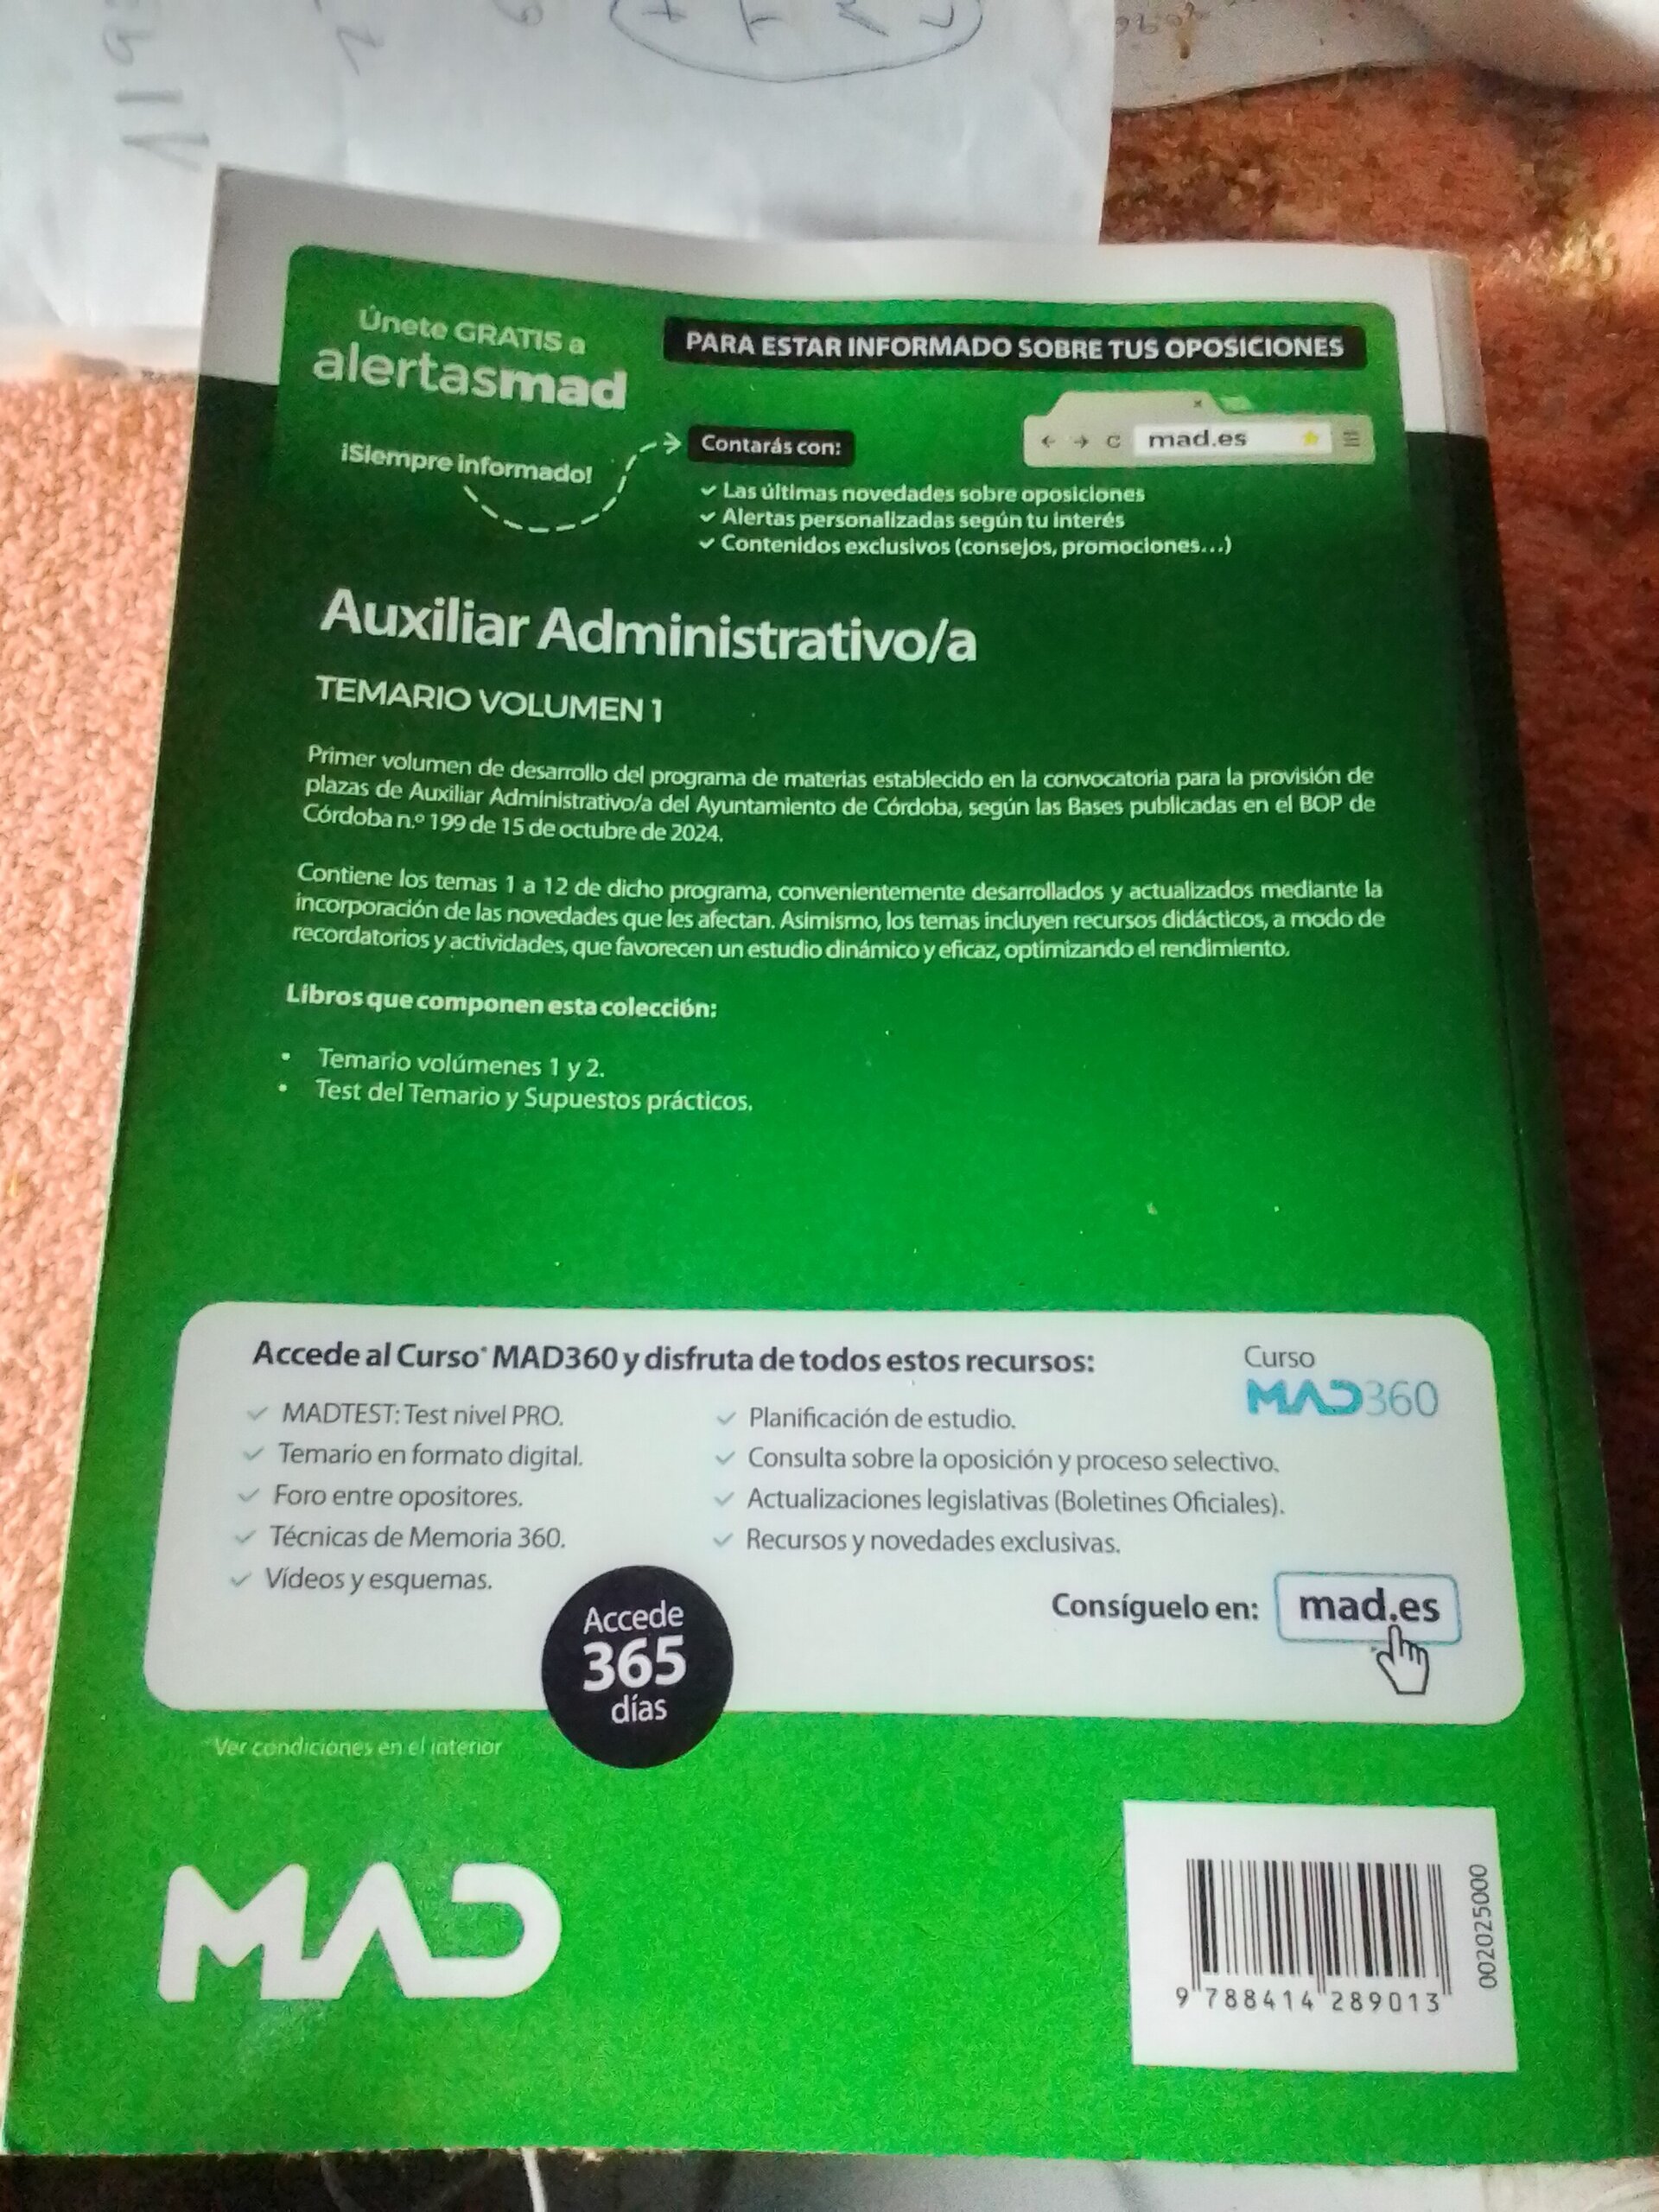 Únete GRATIS a
alertasmad
¡Siempre informado!
PARA ESTAR INFORMADO SOBRE TUS OPOSICIONES
Contarás con:
mad.es
Las últimas novedades sobre oposiciones
Alertas personalizadas según tu interés
Contenidos exclusivos (consejos, promociones...)
Auxiliar Administrativo/a
TEMARIO VOLUMEN 1
Primer volumen de desarrollo del programa de materias establecido en la convocatoria para la provisión de
plazas de Auxiliar Administrativo/a del Ayuntamiento de Córdoba, según las Bases publicadas en el BOP de
Córdoba n.º 199 de 15 de octubre de 2024.
Contiene los temas 1 a 12 de dicho programa, convenientemente desarrollados y actualizados mediante la
incorporación de las novedades que les afectan. Asimismo, los temas incluyen recursos didácticos, a modo de
recordatorios y actividades, que favorecen un estudio dinámico y eficaz, optimizando el rendimiento.
Libros que componen esta colección:
• Temario volúmenes 1 y 2.
• Test del Temario y Supuestos prácticos.
Accede al Curso* MAD360 y disfruta de todos estos recursos:
Curso
MAD360
MADTEST: Test nivel PRO.
Temario en formato digital.
Foro entre opositores.
Técnicas de Memoria 360.
Vídeos y esquemas.
Planificación de estudio.
Consulta sobre la oposición y proceso selectivo.
Actualizaciones legislativas (Boletines Oficiales).
Recursos y novedades exclusivas.
Accede
365
días
Consíguelo en:
mad.es
*Ver condiciones en el interior
MAD
9 788414 289013
002025000